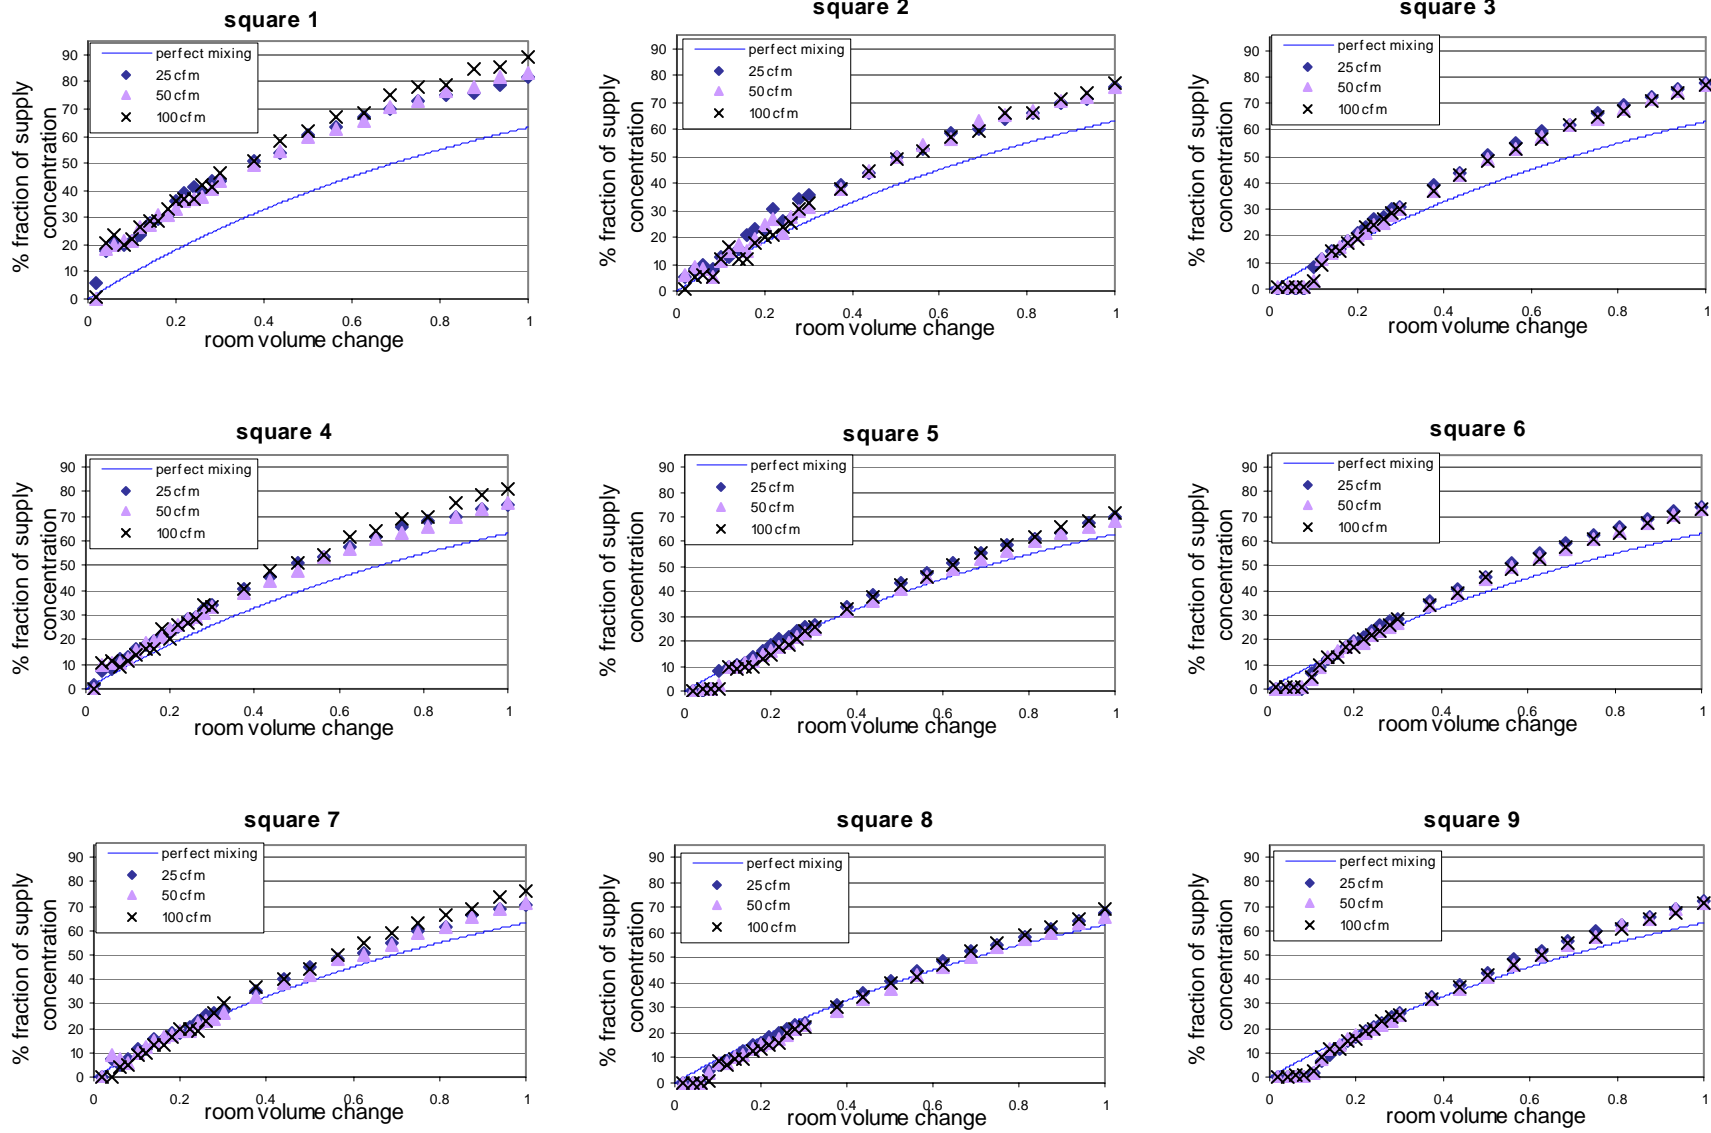 square 1
% fraction of supply
concentration
90
80
70
60
50
40
30
20
10
0
perfect mixing
25 cfm
50 cfm
100 cfm
0 0.2 0.4 0.6 0.8 1
room volume change
square 2
% fraction of supply
concentration
90
80
70
60
50
40
30
20
10
0
perfect mixing
25 cfm
50 cfm
100 cfm
0 0.2 0.4 0.6 0.8 1
room volume change
square 3
% fraction of supply
concentration
90
80
70
60
50
40
30
20
10
0
perfect mixing
25 cfm
50 cfm
100 cfm
0 0.2 0.4 0.6 0.8 1
room volume change
square 4
% fraction of supply
concentration
90
80
70
60
50
40
30
20
10
0
perfect mixing
25 cfm
50 cfm
100 cfm
0 0.2 0.4 0.6 0.8 1
room volume change
square 5
% fraction of supply
concentration
90
80
70
60
50
40
30
20
10
0
perfect mixing
25 cfm
50 cfm
100 cfm
0 0.2 0.4 0.6 0.8 1
room volume change
square 6
% fraction of supply
concentration
90
80
70
60
50
40
30
20
10
0
perfect mixing
25 cfm
50 cfm
100 cfm
0 0.2 0.4 0.6 0.8 1
room volume change
square 7
% fraction of supply
concentration
90
80
70
60
50
40
30
20
10
0
perfect mixing
25 cfm
50 cfm
100 cfm
0 0.2 0.4 0.6 0.8 1
room volume change
square 8
% fraction of supply
concentration
90
80
70
60
50
40
30
20
10
0
perfect mixing
25 cfm
50 cfm
100 cfm
0 0.2 0.4 0.6 0.8 1
room volume change
square 9
% fraction of supply
concentration
90
80
70
60
50
40
30
20
10
0
perfect mixing
25 cfm
50 cfm
100 cfm
0 0.2 0.4 0.6 0.8 1
room volume change